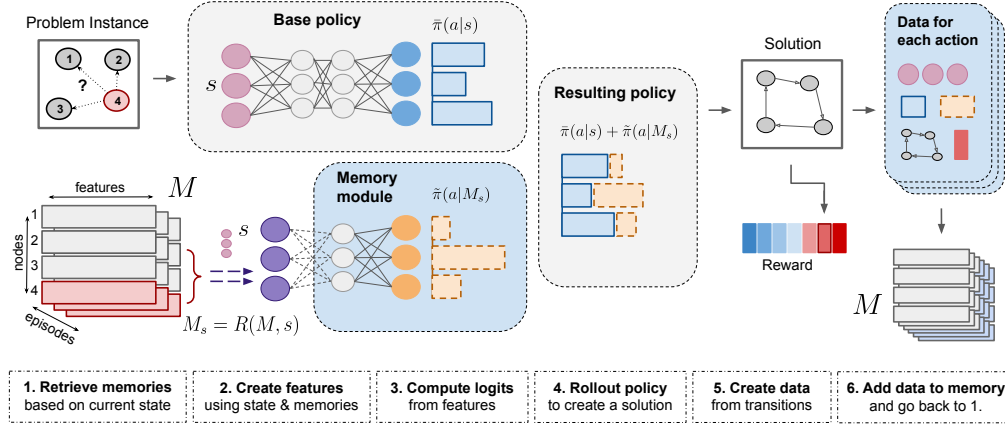 Problem Instance
1
2
?
3
4
Base policy
s
π̄(a|s)
features
M
nodes
1
2
3
4
episodes
s
M_s = R(M, s)
Memory
module
π̃(a|M_s)
Resulting policy
π̄(a|s) + π̃(a|M_s)
Solution
Reward
Data for
each action
M
1. Retrieve memories
based on current state
2. Create features
using state & memories
3. Compute logits
from features
4. Rollout policy
to create a solution
5. Create data
from transitions
6. Add data to memory
and go back to 1.